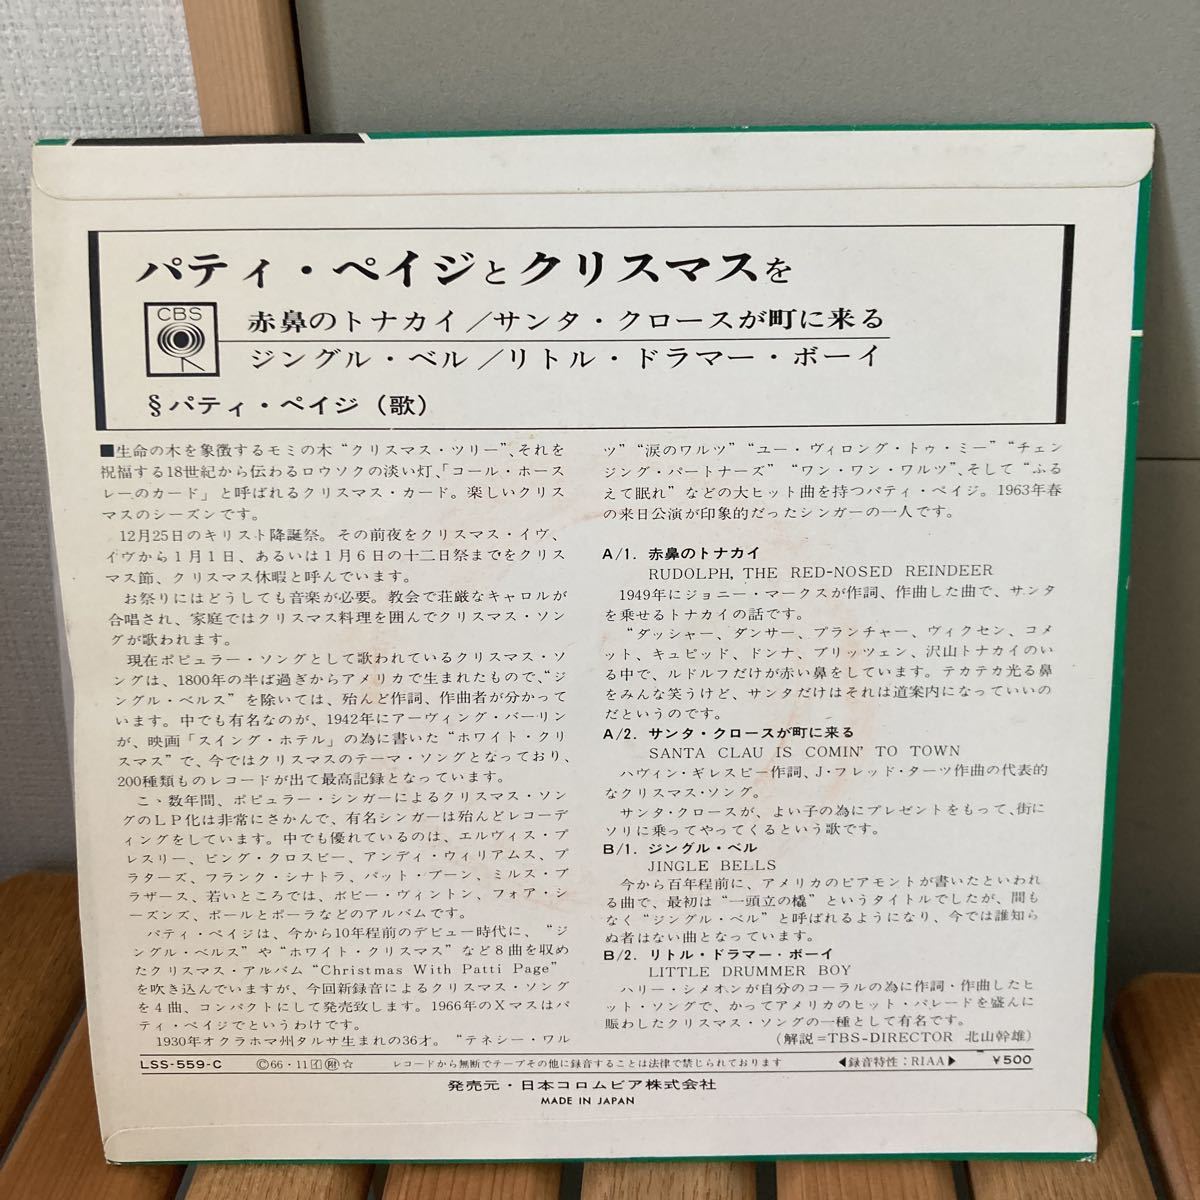 パティ・ペイジとクリスマスを
CBS
赤鼻のトナカイ／サンタ・クロースが町に来る
ジングル・ベル／リトル・ドラマー・ボーイ
§パティ・ペイジ（歌）
■生命の木を象徴するモミの木“クリスマス・ツリー”、それを
祝福する18世紀から伝わるロウソクの淡い灯、「コール・ホース
レーのカード」と呼ばれるクリスマス・カード。楽しいクリス
マスのシーズンです。
12月25日のキリスト降誕祭。その前夜をクリスマス・イヴ、
イヴから１月１日、あるいは１月６日の十二日祭までをクリス
マス節、クリスマス休暇と呼んでいます。
お祭りにはどうしても音楽が必要。教会で荘厳なキャロルが
合唱され、家庭ではクリスマス料理を囲んでクリスマス・ソン
グが歌われます。
現在ポピュラー・ソングとして歌われているクリスマス・ソ
ングは、1800年の半ば過ぎからアメリカで生まれたもので、“ジ
ングル・ベルス”を除いては、殆んど作詞、作曲者が分かって
います。中でも有名なのが、1942年にアーヴィング・バーリン
が、映画「スイング・ホテル」の為に書いた“ホワイト・クリ
スマス”で、今ではクリスマスのテーマ・ソングとなっており、
200種類ものレコードが出て最高記録となっています。
こゝ数年間、ポピュラー・シンガーによるクリスマス・ソン
グのＬＰ化は非常にさかんで、有名シンガーは殆んどレコーデ
ィングをしています。中でも優れているのは、エルヴィス・プ
レスリー、ビング・クロスビー、アンディ・ウィリアムス、プ
ラターズ、フランク・シナトラ、パット・ブーン、ミルス・ブ
ラザース、若いところでは、ボビー・ヴィントン、フォア・シ
ーズンズ、ポールとポーラなどのアルバムです。
パティ・ペイジは、今から10年程前のデビュー時代に、“ジ
ングル・ベルス”や“ホワイト・クリスマス”など８曲を収め
たクリスマス・アルバム“Christmas With Patti Page”
を吹き込んでいますが、今回新録音によるクリスマス・ソング
を４曲、コンパクトにして発売致します。1966年のＸマスはパ
ティ・ペイジでというわけです。
1930年オクラホマ州タルサ生まれの36才。“テネシー・ワル
ツ”“涙のワルツ”“ユー・ヴィロング・トゥ・ミー”“チェン
ジング・パートナーズ”“ワン・ワン・ワルツ”、そして“ふる
えて眠れ”などの大ヒット曲を持つパティ・ペイジ。1963年春
の来日公演が印象的だったシンガーの一人です。
A/1. 赤鼻のトナカイ
RUDOLPH, THE RED-NOSED REINDEER
1949年にジョニー・マークスが作詞、作曲した曲で、サンタ
を乗せるトナカイの話です。
“ダッシャー、ダンサー、プランチャー、ヴィクセン、コメ
ット、キュピッド、ドンナ、ブリッツェン、沢山トナカイのい
る中で、ルドルフだけが赤い鼻をしています。テカテカ光る鼻
をみんな笑うけど、サンタだけはそれは道案内になっていいの
だというのです。
A/2. サンタ・クロースが町に来る
SANTA CLAU IS COMIN' TO TOWN
ハヴィン・ギレスピー作詞、J・フレッド・ターツ作曲の代表的
なクリスマス・ソング。
サンタ・クロースが、よい子の為にプレゼントをもって、街に
ソリに乗ってやってくるという歌です。
B/1. ジングル・ベル
JINGLE BELLS
今から百年程前に、アメリカのピアモントが書いたといわれ
る曲で、最初は“一頭立の橇”というタイトルでしたが、間も
なく“ジングル・ベル”と呼ばれるようになり、今では誰知ら
ぬ者はない曲となっています。
B/2. リトル・ドラマー・ボーイ
LITTLE DRUMMER BOY
ハリー・シメオンが自分のコーラルの為に作詞・作曲したヒ
ット・ソングで、かってアメリカのヒット・パレードを盛んに
賑わしたクリスマス・ソングの一種として有名です。
（解説＝TBS-DIRECTOR 北山幹雄）
LSS-559-C Ⓒ66・11 ☆ レコードから無断でテープその他に録音することは法律で禁じられております ◀録音特性：RIAA▶ ￥500
発売元・日本コロムビア株式会社
MADE IN JAPAN